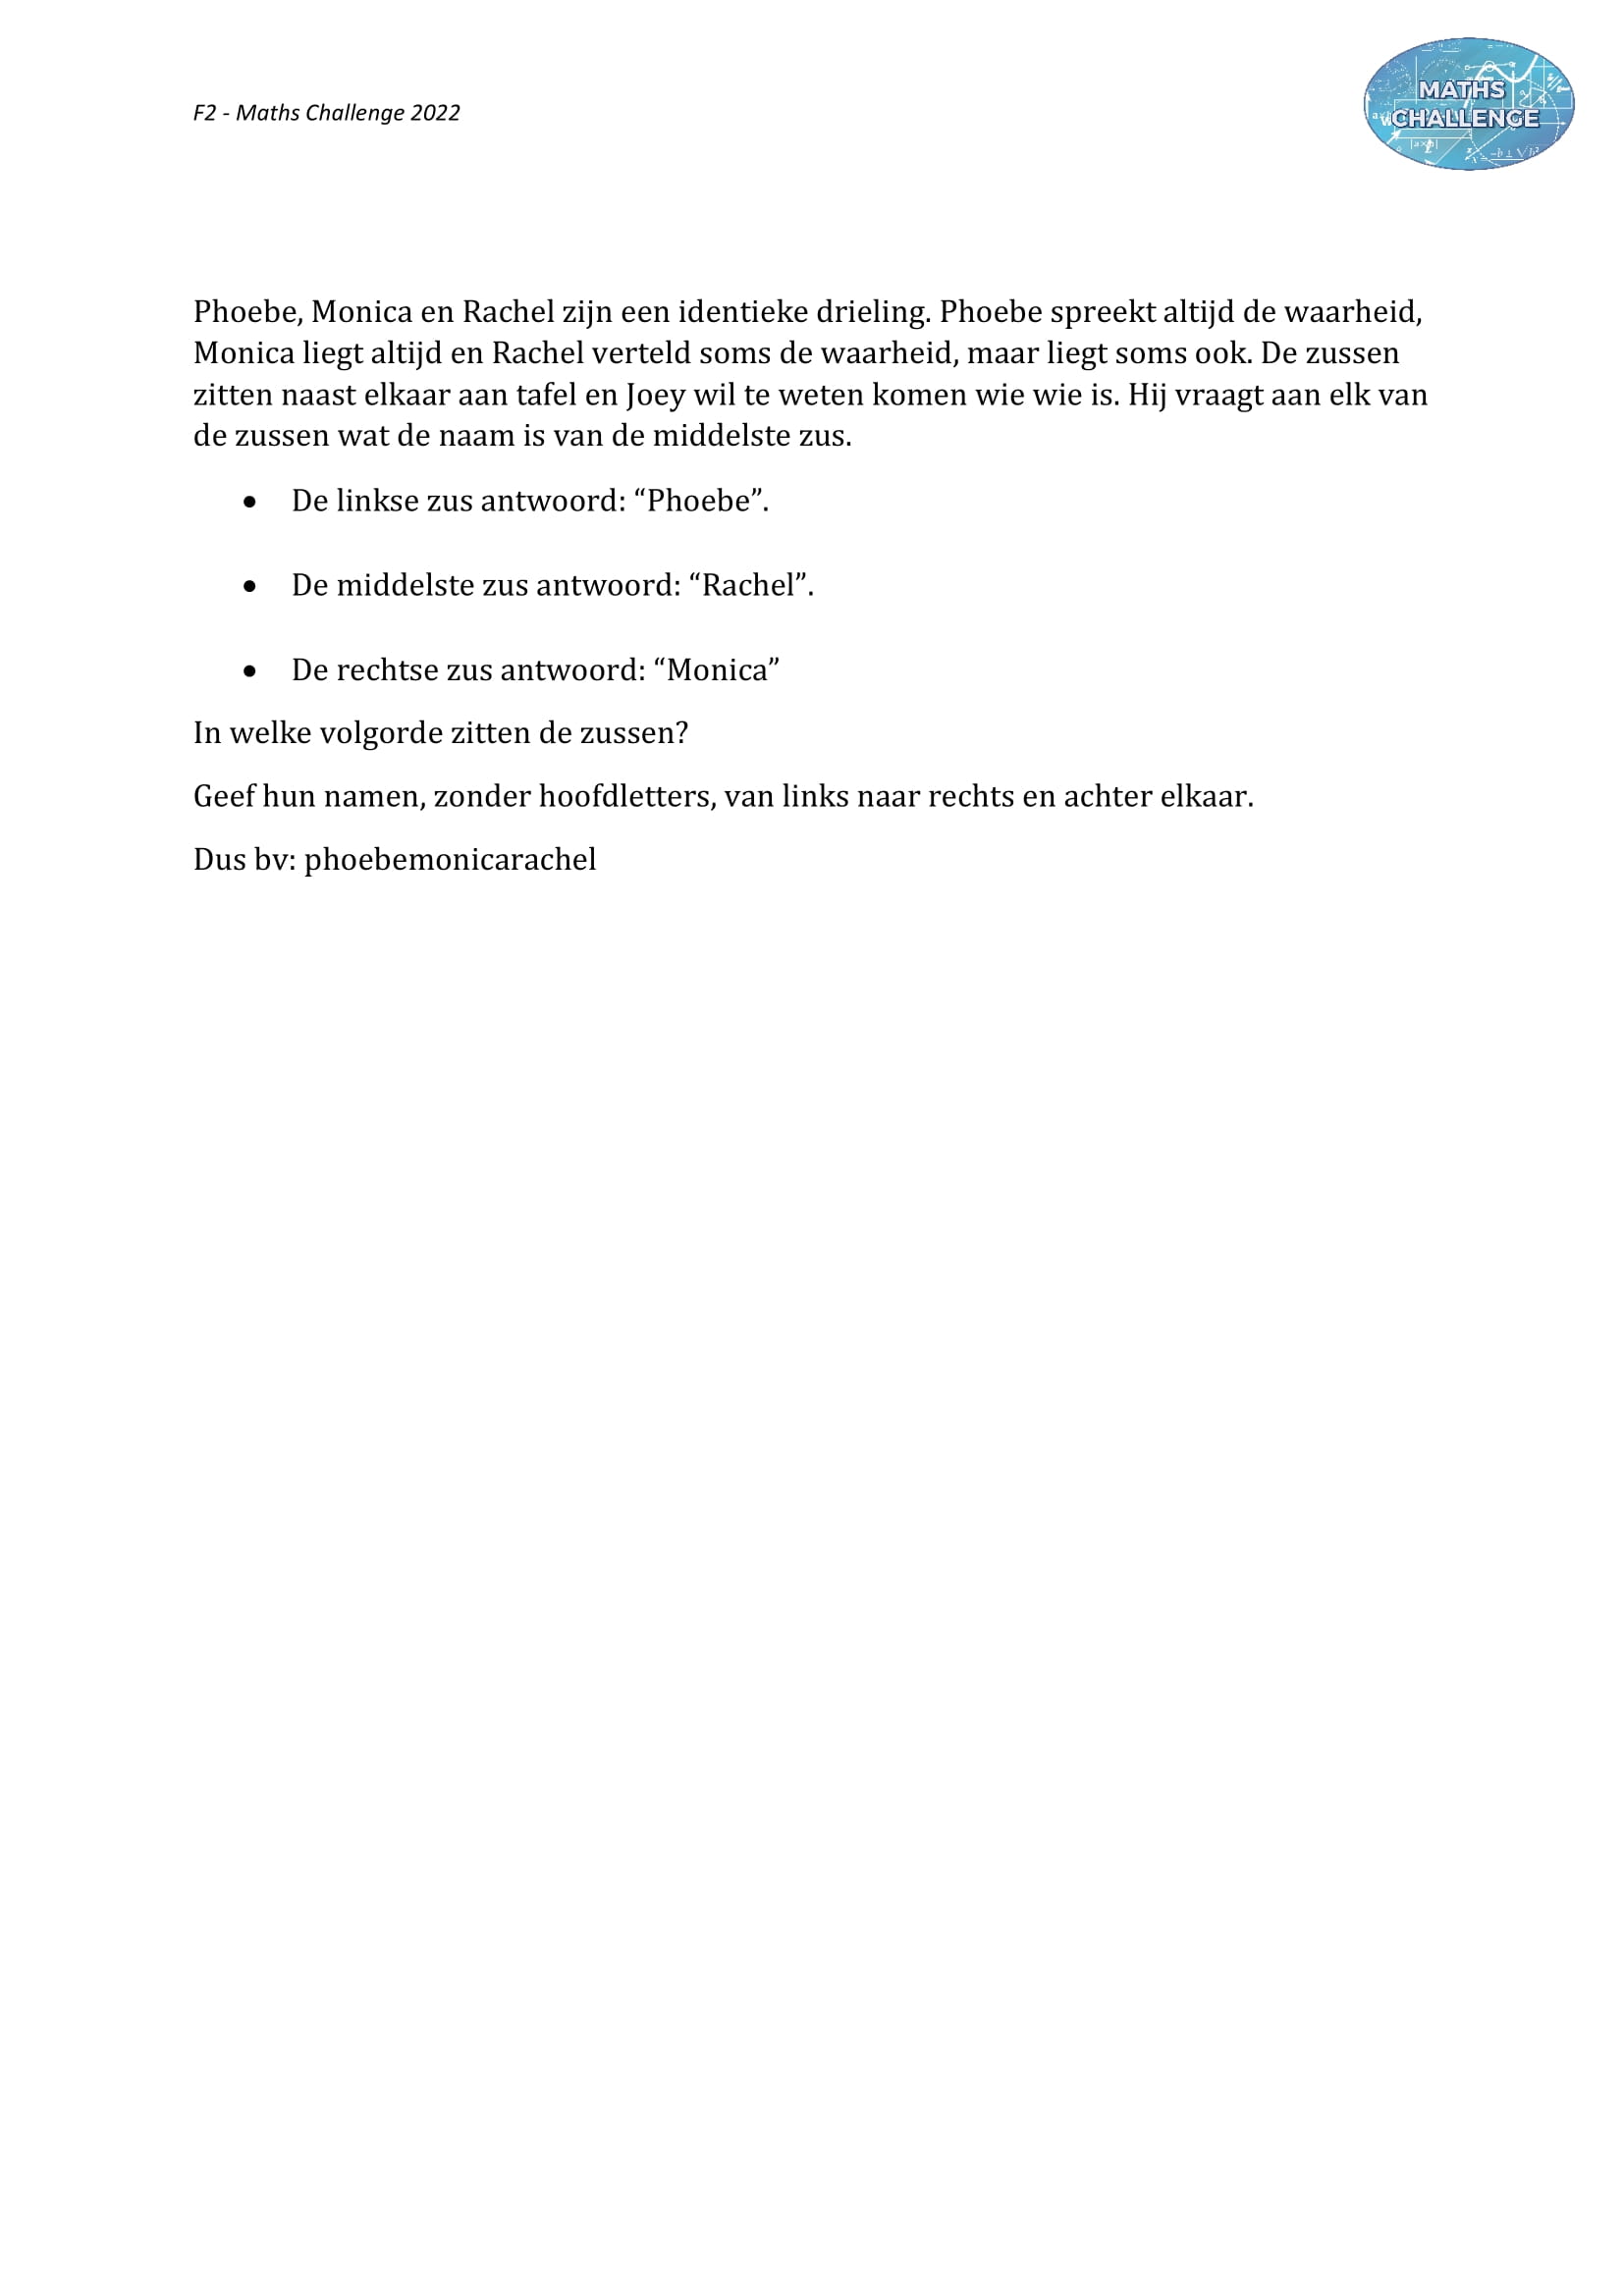 F2 - Maths Challenge 2022
MATHS
CHALLENGE
Phoebe, Monica en Rachel zijn een identieke drieling. Phoebe spreekt altijd de waarheid,
Monica liegt altijd en Rachel verteld soms de waarheid, maar liegt soms ook. De zussen
zitten naast elkaar aan tafel en Joey wil te weten komen wie wie is. Hij vraagt aan elk van
de zussen wat de naam is van de middelste zus.
• De linkse zus antwoord: “Phoebe”.
• De middelste zus antwoord: “Rachel”.
• De rechtse zus antwoord: “Monica”
In welke volgorde zitten de zussen?
Geef hun namen, zonder hoofdletters, van links naar rechts en achter elkaar.
Dus bv: phoebemonicarachel